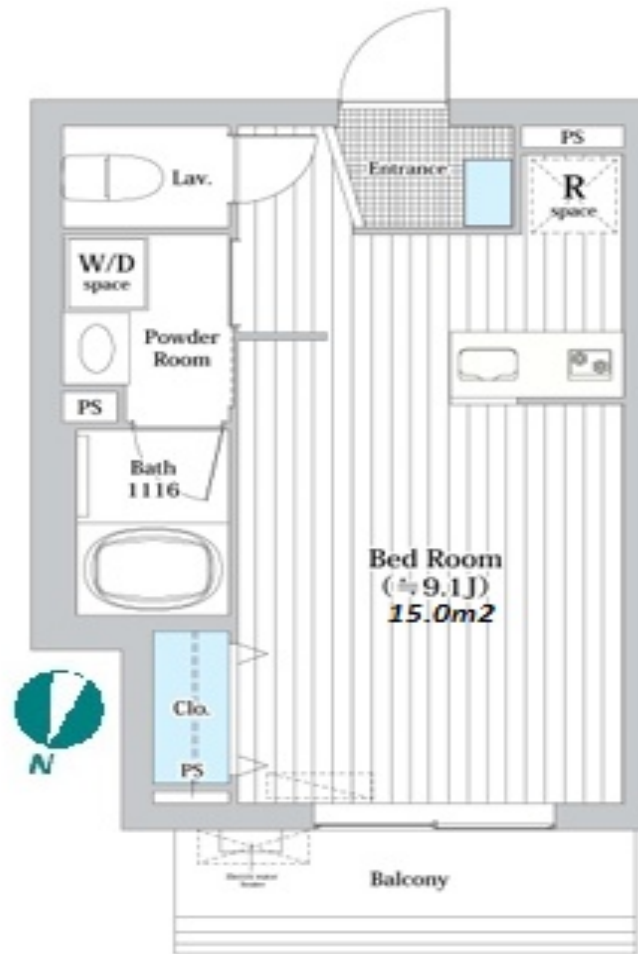 PS
Entrance
Lav.
R
space
W/D
space
Powder
Room
PS
Bath
1116
Bed Room
(≒9.1J)
15.0m2
Clo.
PS
N
Balcony